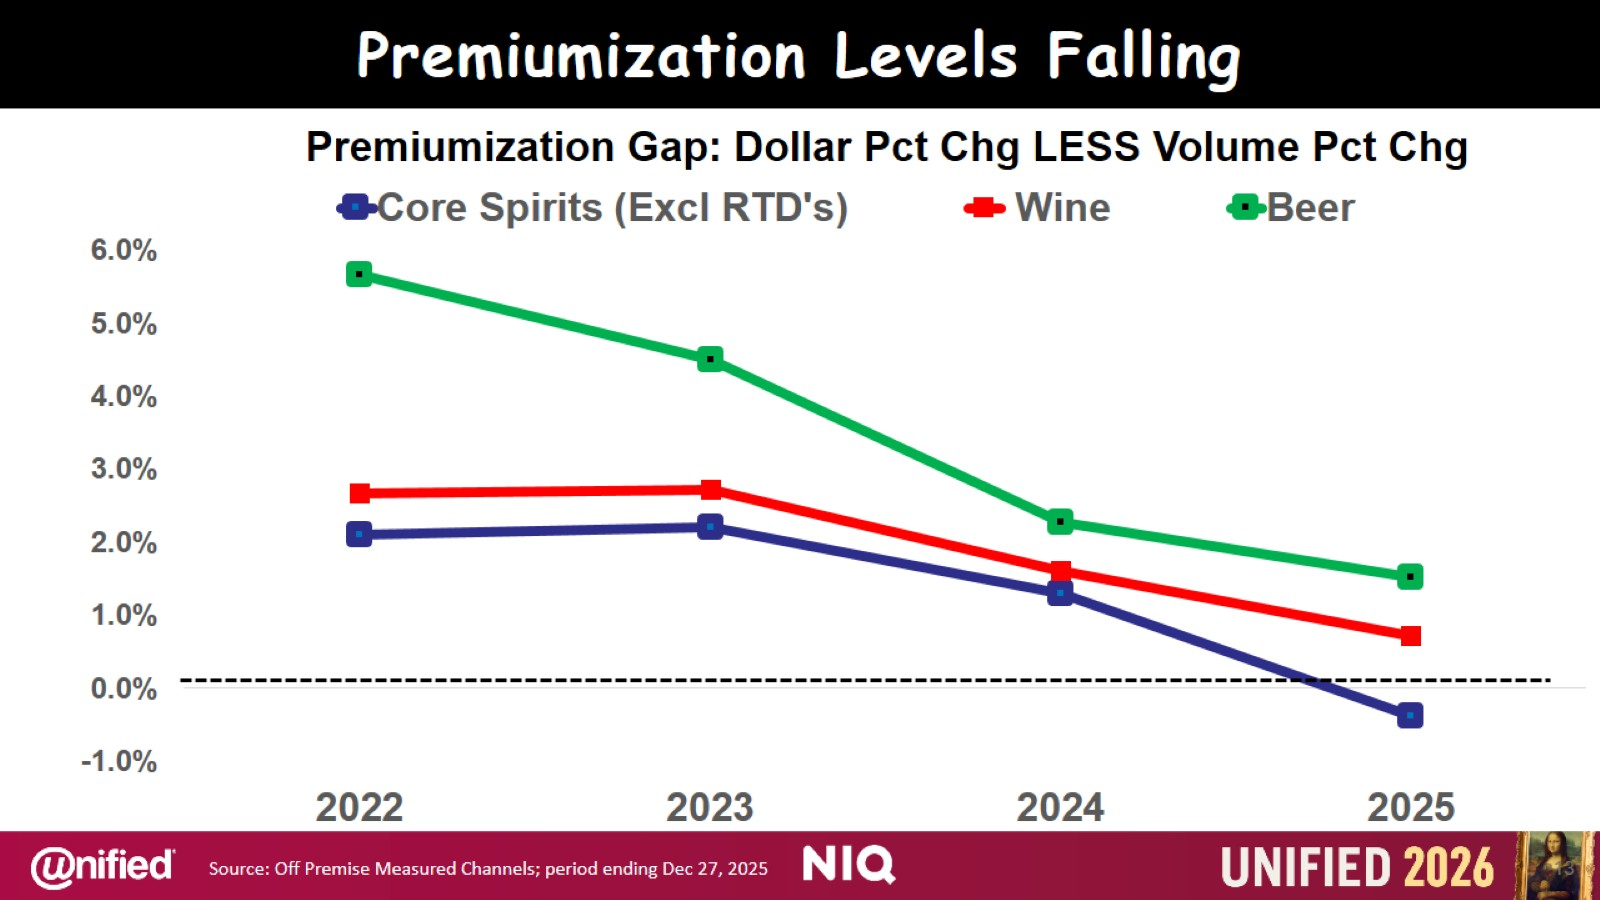 Premiumization Levels Falling
Premiumization Gap: Dollar Pct Chg LESS Volume Pct Chg
Core Spirits (Excl RTD's) Wine Beer
6.0%
5.0%
4.0%
3.0%
2.0%
1.0%
0.0%
-1.0%
2022 2023 2024 2025
unified Source: Off Premise Measured Channels; period ending Dec 27, 2025 NIQ UNIFIED 2026 13